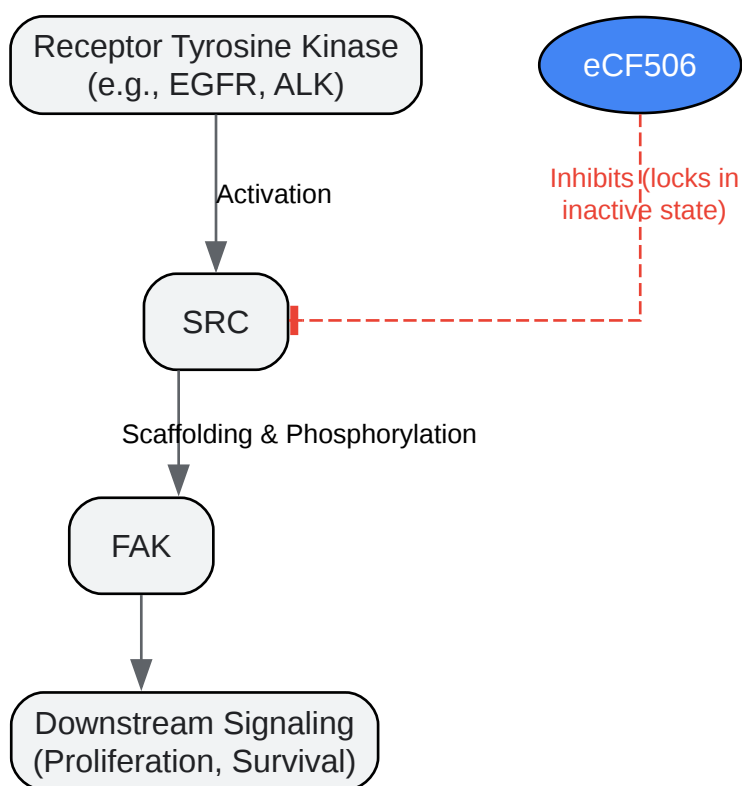 Receptor Tyrosine Kinase
(e.g., EGFR, ALK)
eCF506
Activation
Inhibits (locks in
inactive state)
SRC
Scaffolding & Phosphorylation
FAK
Downstream Signaling
(Proliferation, Survival)